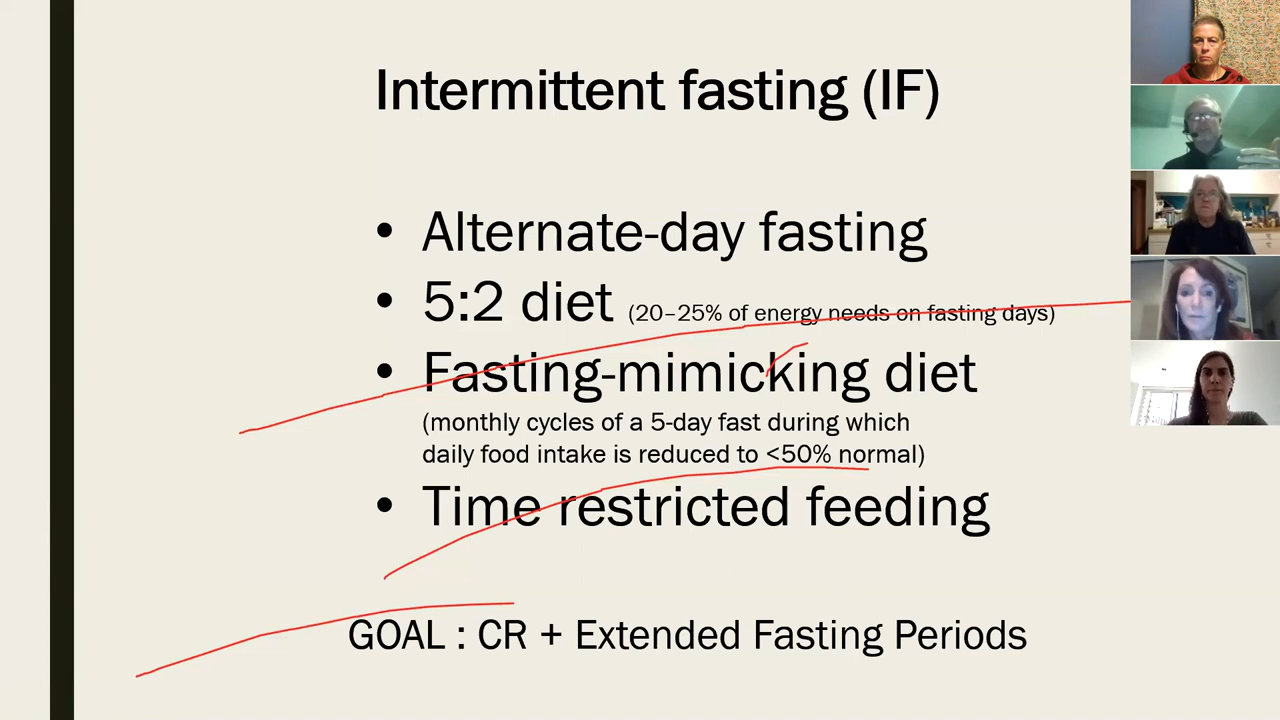 Intermittent fasting (IF)
• Alternate-day fasting
• 5:2 diet (20–25% of energy needs on fasting days)
• Fasting-mimicking diet
(monthly cycles of a 5-day fast during which
daily food intake is reduced to <50% normal)
• Time restricted feeding
GOAL : CR + Extended Fasting Periods